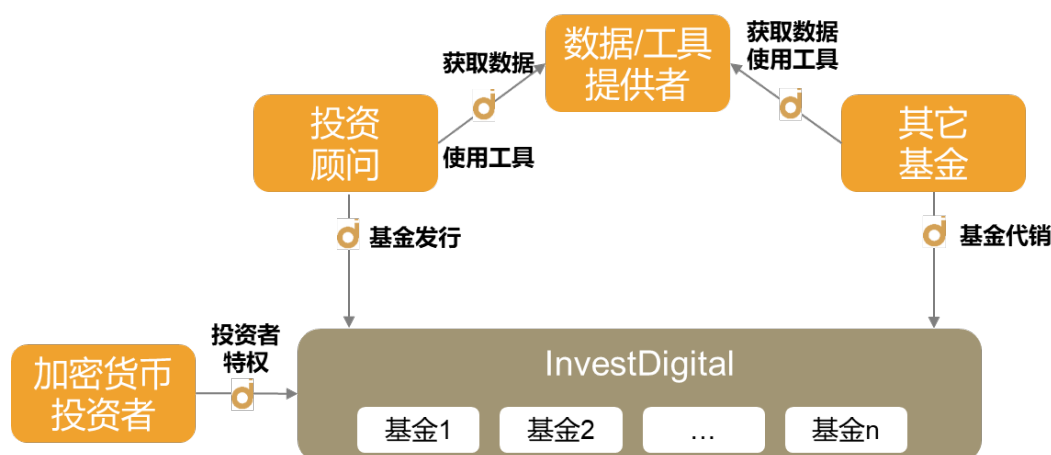 数据/工具
提供者
获取数据
使用工具
获取数据
使用工具
投资
顾问
其它
基金
基金发行
基金代销
投资者
特权
加密货币
投资者
InvestDigital
基金1
基金2
...
基金n